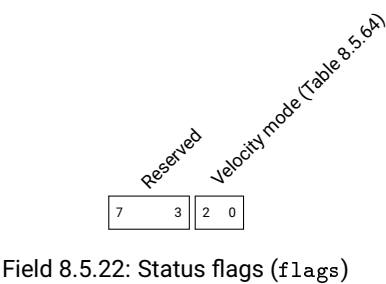 Reserved
Velocity mode (Table 8.5.64)
7 3 2 0
Field 8.5.22: Status flags (flags)